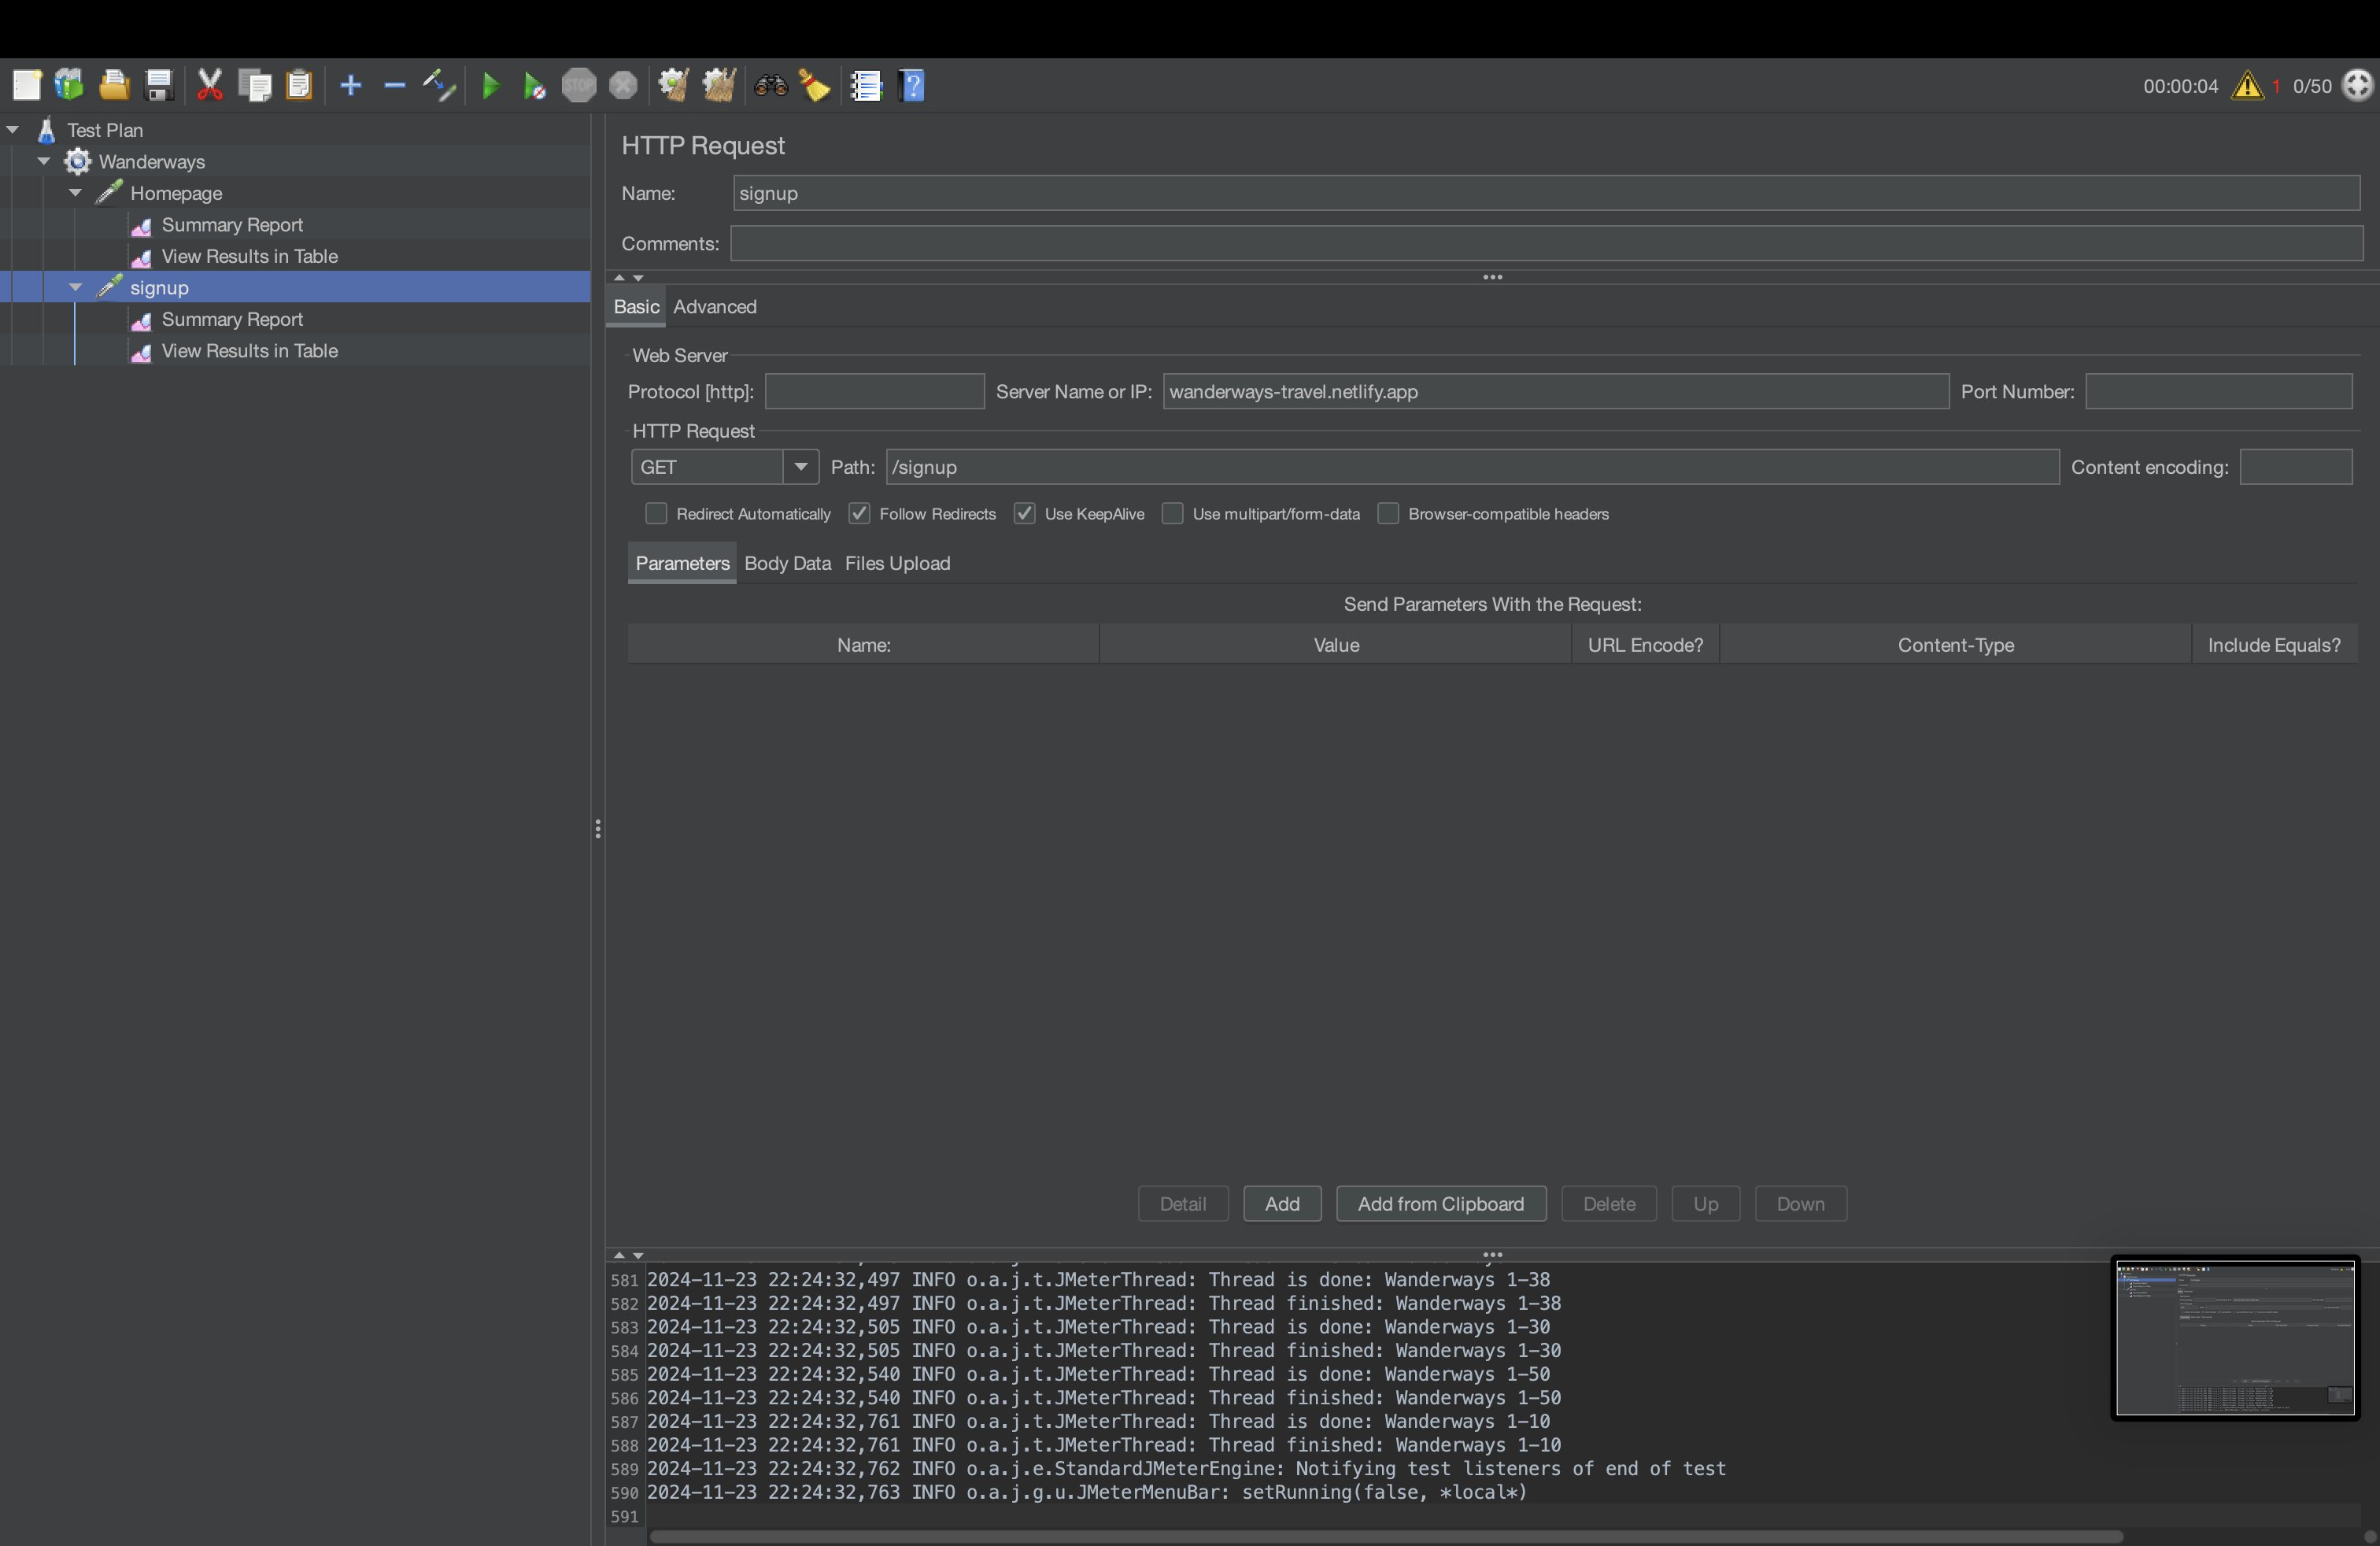 STOP
00:00:04 1 0/50
Test Plan
Wanderways
Homepage
Summary Report
View Results in Table
signup
Summary Report
View Results in Table
HTTP Request
Name: signup
Comments:
Basic Advanced
Web Server
Protocol [http]: Server Name or IP: wanderways-travel.netlify.app Port Number:
HTTP Request
GET Path: /signup Content encoding:
Redirect Automatically Follow Redirects Use KeepAlive Use multipart/form-data Browser-compatible headers
Parameters Body Data Files Upload
Send Parameters With the Request:
Name: Value URL Encode? Content-Type Include Equals?
Detail Add Add from Clipboard Delete Up Down
581 2024-11-23 22:24:32,497 INFO o.a.j.t.JMeterThread: Thread is done: Wanderways 1-38
582 2024-11-23 22:24:32,497 INFO o.a.j.t.JMeterThread: Thread finished: Wanderways 1-38
583 2024-11-23 22:24:32,505 INFO o.a.j.t.JMeterThread: Thread is done: Wanderways 1-30
584 2024-11-23 22:24:32,505 INFO o.a.j.t.JMeterThread: Thread finished: Wanderways 1-30
585 2024-11-23 22:24:32,540 INFO o.a.j.t.JMeterThread: Thread is done: Wanderways 1-50
586 2024-11-23 22:24:32,540 INFO o.a.j.t.JMeterThread: Thread finished: Wanderways 1-50
587 2024-11-23 22:24:32,761 INFO o.a.j.t.JMeterThread: Thread is done: Wanderways 1-10
588 2024-11-23 22:24:32,761 INFO o.a.j.t.JMeterThread: Thread finished: Wanderways 1-10
589 2024-11-23 22:24:32,762 INFO o.a.j.e.StandardJMeterEngine: Notifying test listeners of end of test
590 2024-11-23 22:24:32,763 INFO o.a.j.g.u.JMeterMenuBar: setRunning(false, *local*)
591